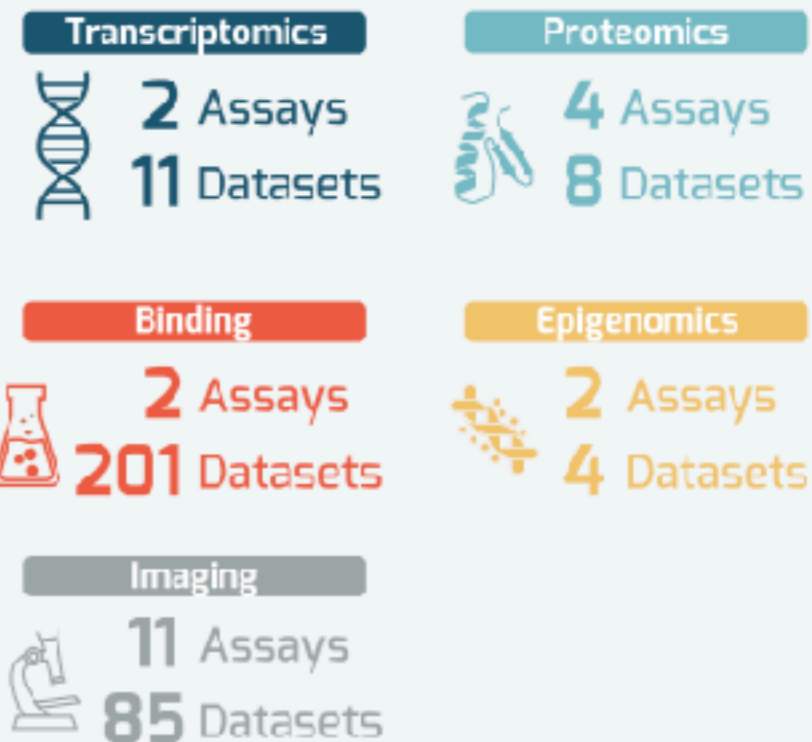 Transcriptomics
2 Assays
11 Datasets
Proteomics
4 Assays
8 Datasets
Binding
2 Assays
201 Datasets
Epigenomics
2 Assays
4 Datasets
Imaging
11 Assays
85 Datasets